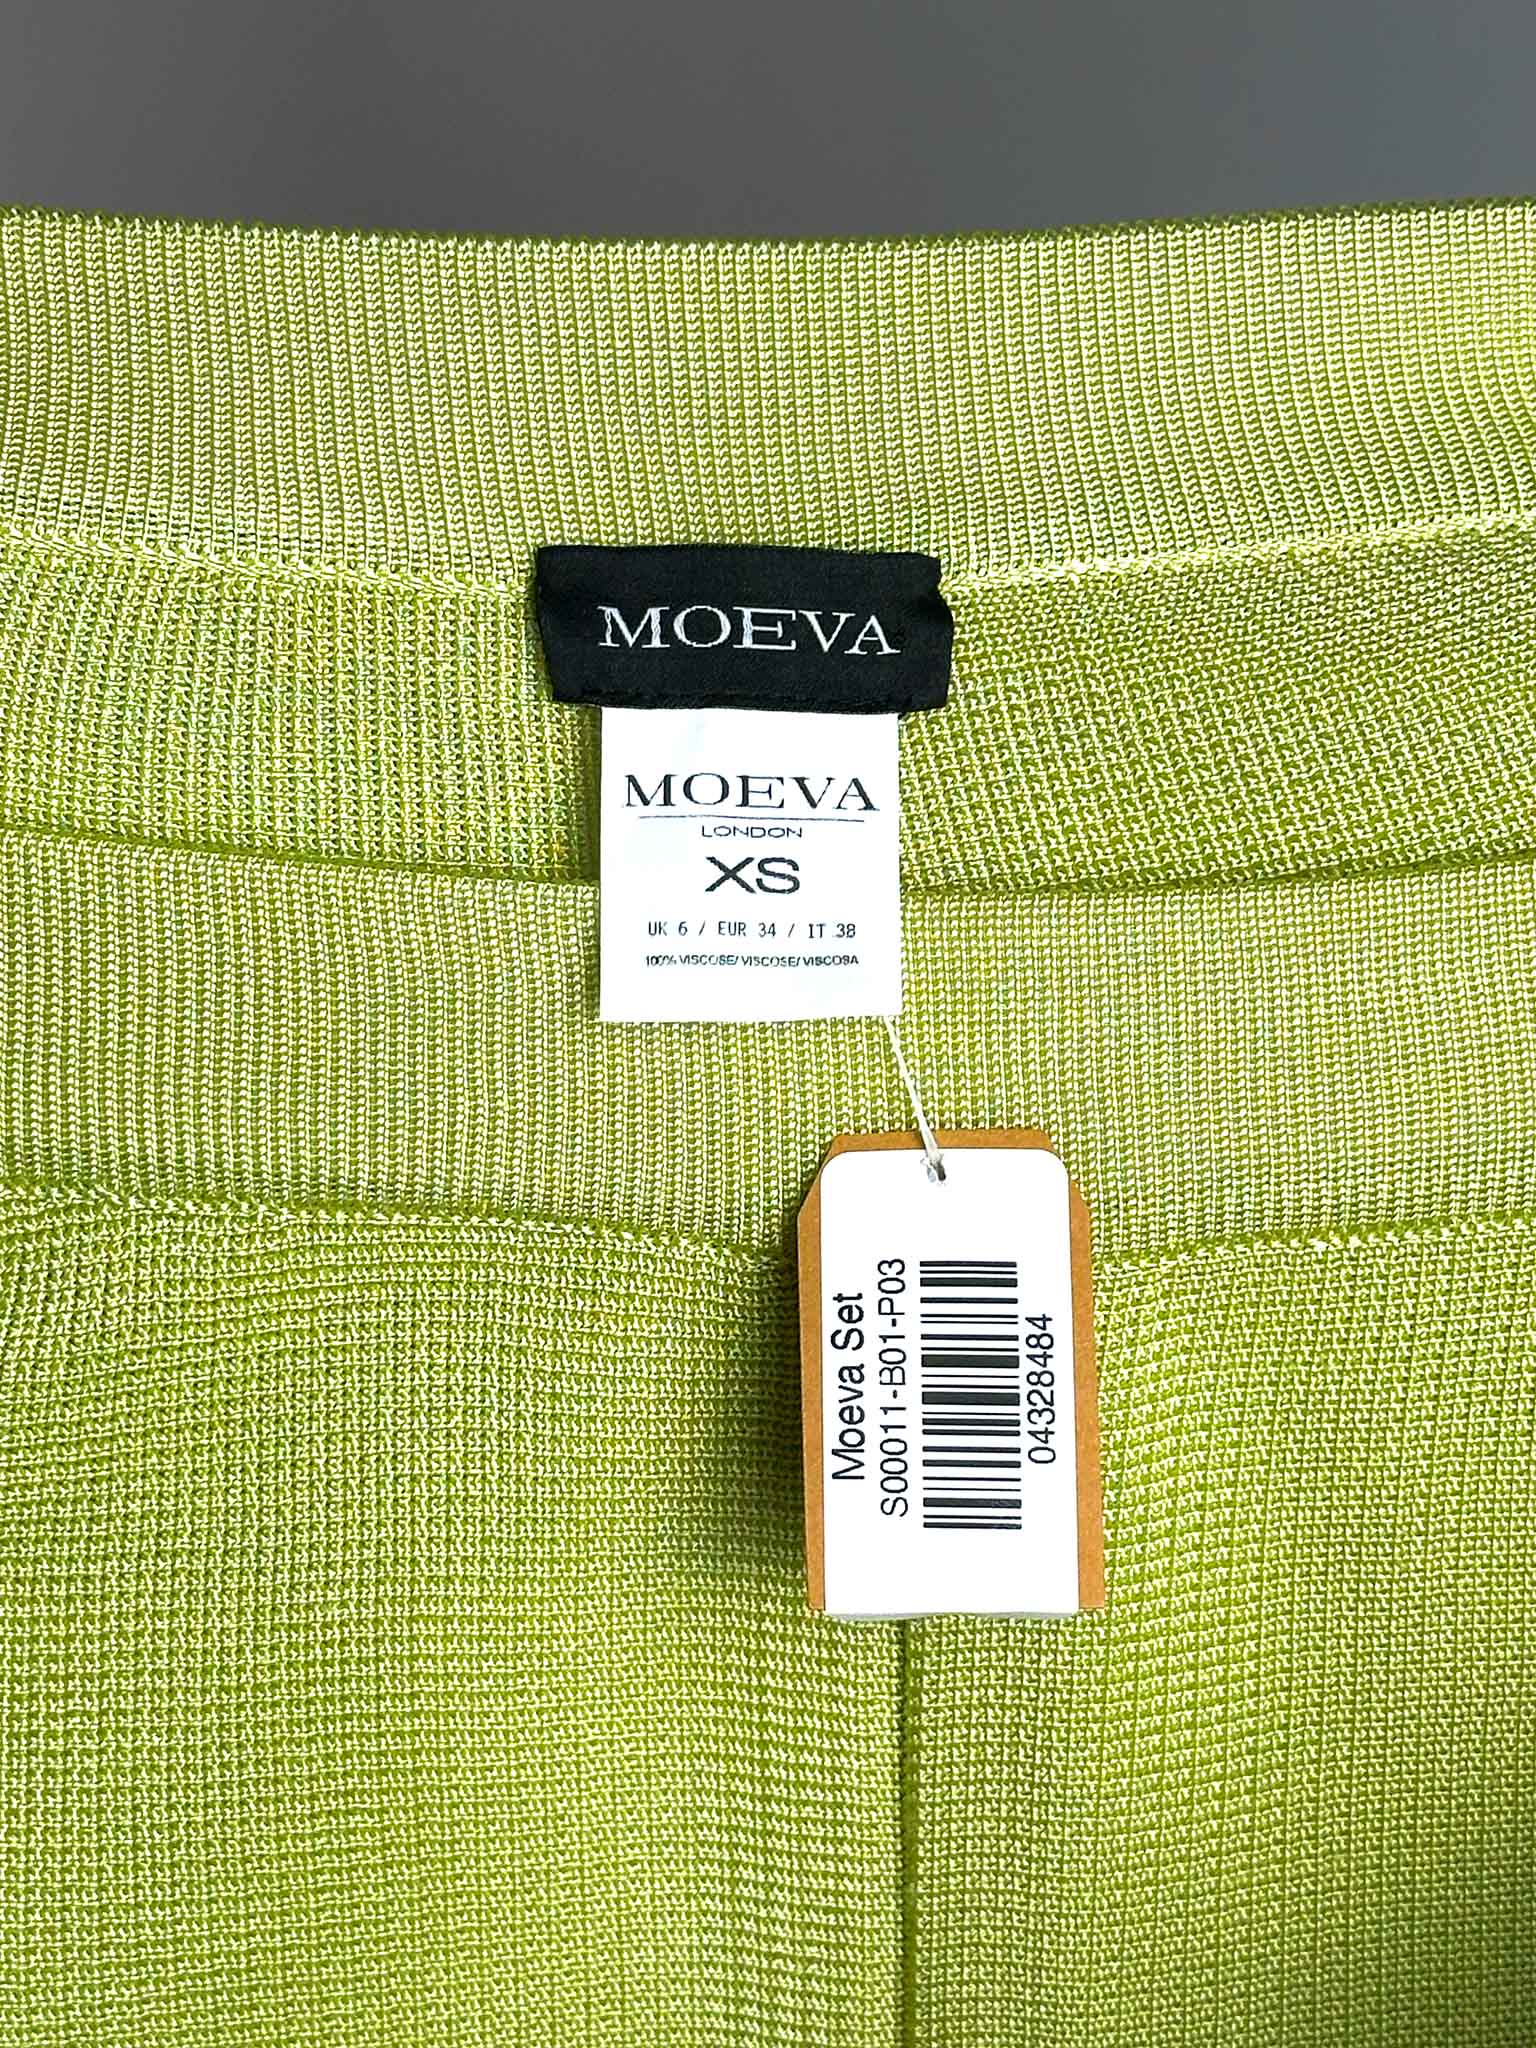 MOEVA
MOEVA
LONDON
XS
UK 6 / EUR 34 / IT 38
100% VISCOSE/ VISCOSE/ VISCOSA
Moeva Set
S00011-B01-P03
04328484